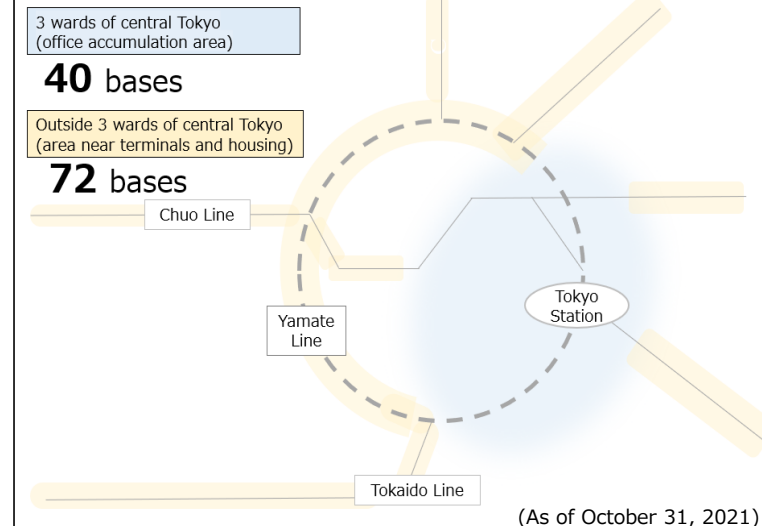 3 wards of central Tokyo
(office accumulation area)
40 bases
Outside 3 wards of central Tokyo
(area near terminals and housing)
72 bases
Chuo Line
Tokyo
Station
Yamate
Line
Tokaido Line
(As of October 31, 2021)